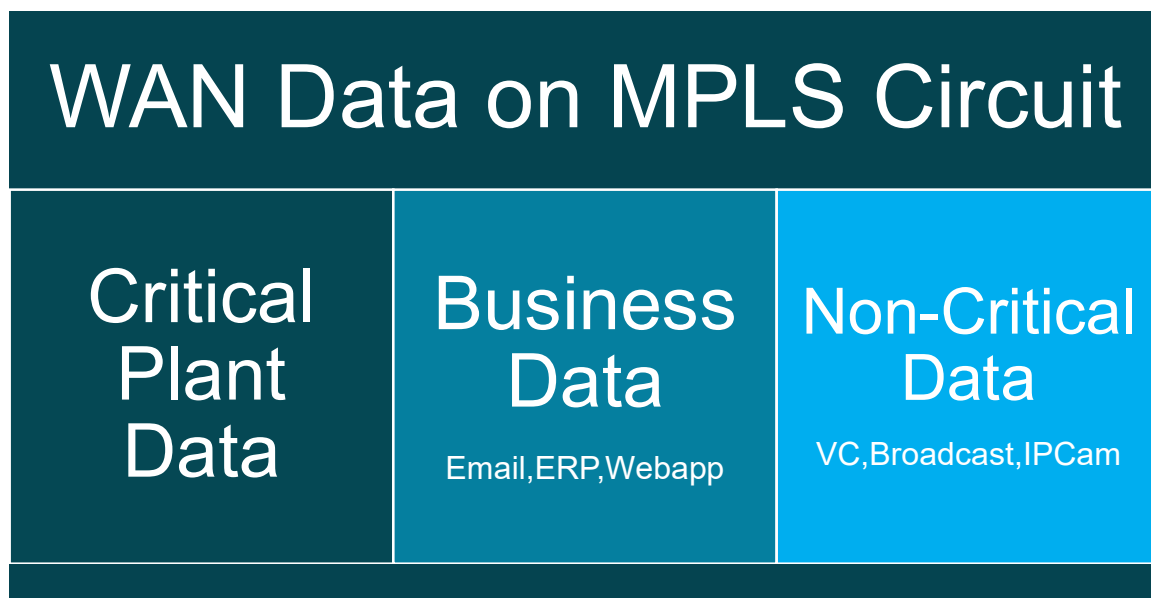 WAN Data on MPLS Circuit
Critical
Plant
Data
Business
Data
Email,ERP,Webapp
Non-Critical
Data
VC,Broadcast,IPCam